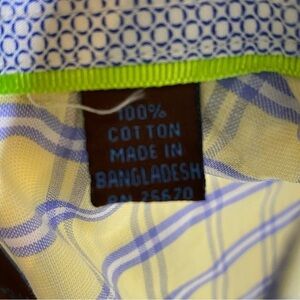 100%
COTTON
MADE IN
BANGLADESH
RN 25670